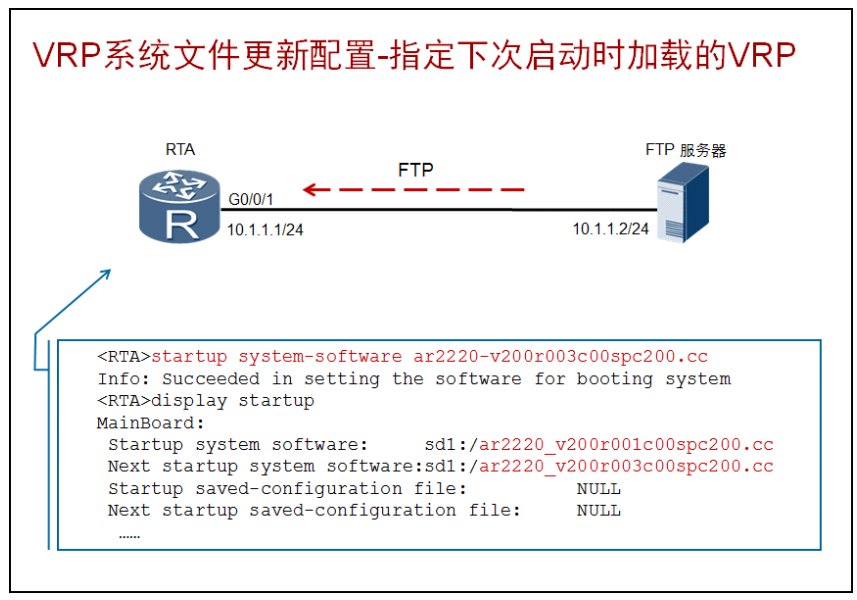 VRP系统文件更新配置-指定下次启动时加载的VRP
RTA
FTP 服务器
FTP
G0/0/1
R
10.1.1.1/24
10.1.1.2/24
<RTA>startup system-software ar2220-v200r003c00spc200.cc
Info: Succeeded in setting the software for booting system
<RTA>display startup
MainBoard:
Startup system software: sd1:/ar2220_v200r001c00spc200.cc
Next startup system software:sd1:/ar2220_v200r003c00spc200.cc
Startup saved-configuration file: NULL
Next startup saved-configuration file: NULL
……